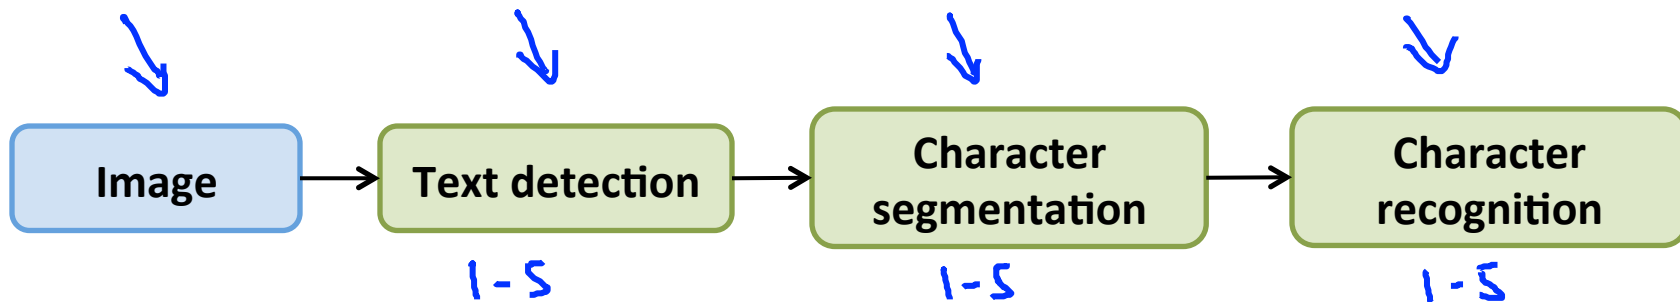 Image
Text detection
Character
segmentation
Character
recognition
1-5
1-5
1-5